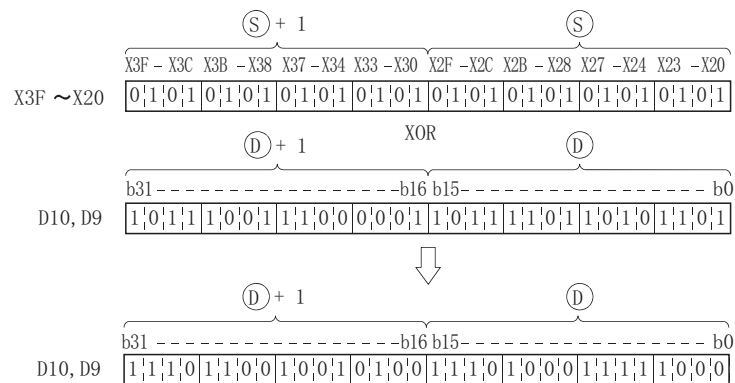 Ⓢ + 1 Ⓢ
X3F - X3C X3B - X38 X37 - X34 X33 - X30 X2F - X2C X2B - X28 X27 - X24 X23 - X20
X3F ～X20 0 1 0 1 0 1 0 1 0 1 0 1 0 1 0 1 0 1 0 1 0 1 0 1 0 1 0 1 0 1 0 1
XOR
Ⓓ + 1 Ⓓ
b31 - - - - - - - - - - - - - - - - - - -b16 b15- - - - - - - - - - - - - - - - - - - b0
D10, D9 1 0 1 1 1 0 0 1 1 1 0 0 0 0 0 1 1 0 1 1 1 1 0 1 1 0 1 0 1 1 0 1
Ⓓ + 1 Ⓓ
b31 - - - - - - - - - - - - - - - - - - -b16 b15- - - - - - - - - - - - - - - - - - - b0
D10, D9 1 1 1 0 1 1 0 0 1 0 0 1 0 1 0 0 1 1 1 0 1 0 0 0 1 1 1 1 1 0 0 0